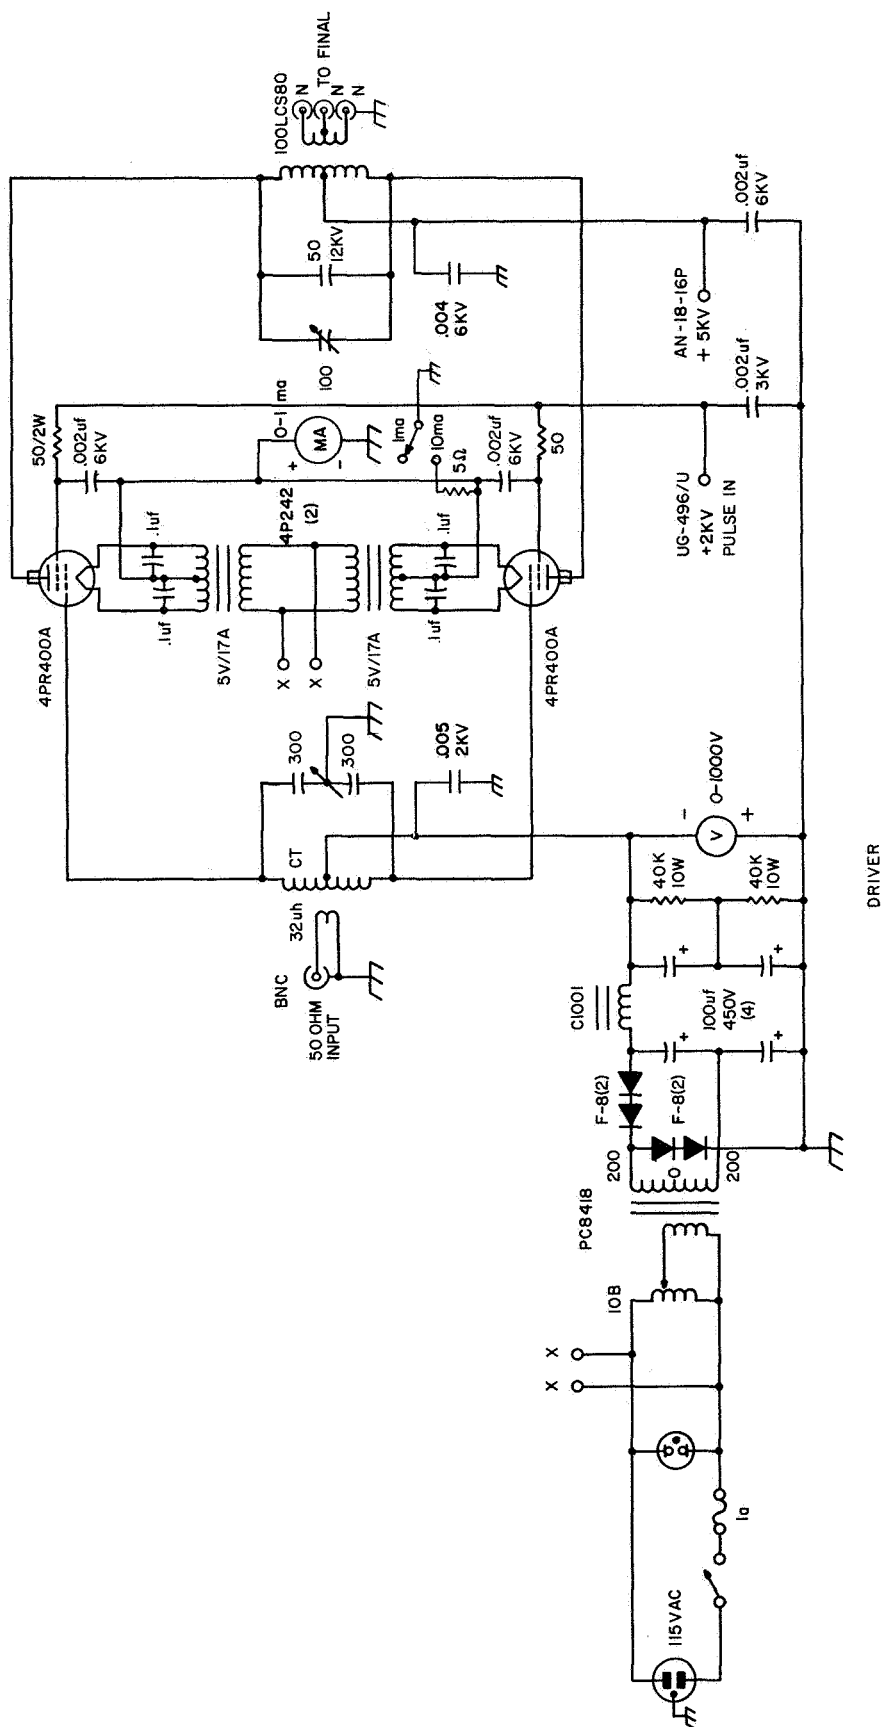 100LCS80
N
N
N
TO FINAL
50
12KV
100
.004
6KV
.002uf
6KV
AN-18-16P
+ 5KV
50/2W
.002uf
6KV
0-1 ma
+
MA
-
1ma
10ma
5Ω
.002uf
6KV
50
.002uf
3KV
UG-496/U
+2KV
PULSE IN
4PR400A
.1uf
.1uf
5V/17A
4P242
(2)
X
X
5V/17A
.1uf
.1uf
4PR400A
300
300
.005
2KV
CT
32uh
BNC
50 OHM
INPUT
-
V
+
0-1000V
40K
10W
40K
10W
C1001
+
+
100uf
450V
(4)
+
+
F-8(2)
F-8(2)
200
0
200
PC8418
10B
X
X
1a
115VAC
DRIVER